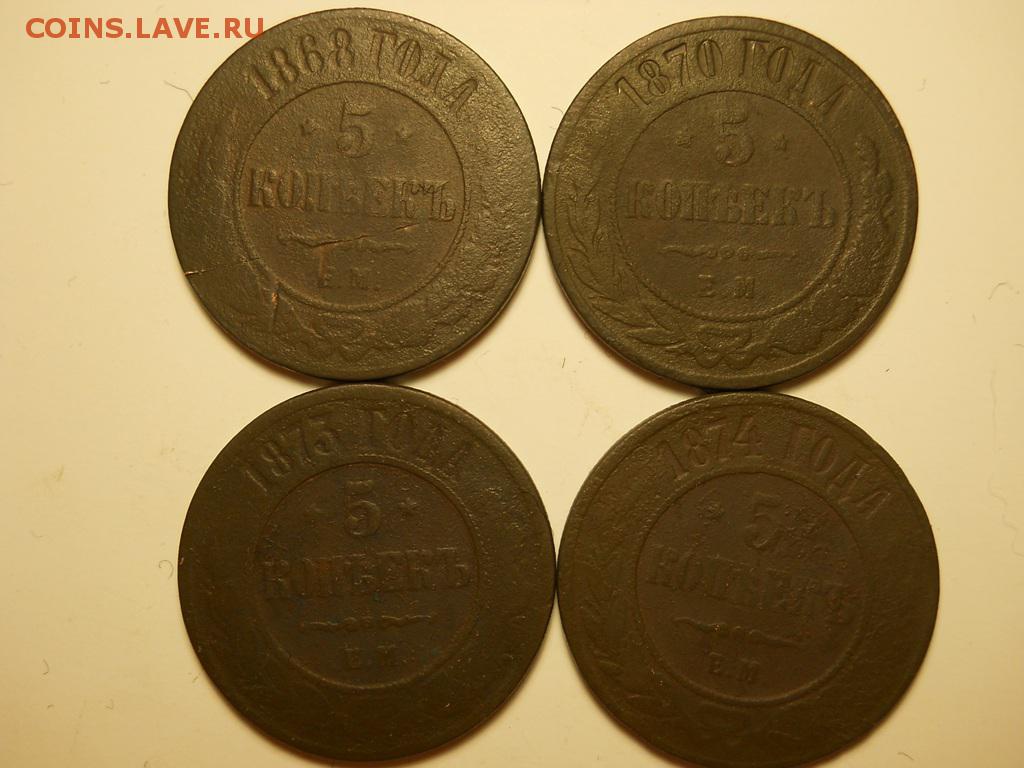 COINS.LAVE.RU
1868 ГОДА
5
КОПѢЕКЪ
Е.М.
1870 ГОДА
5
КОПѢЕКЪ
Е.М
1873 ГОДА
5
КОПѢЕКЪ
Е.М.
1874 ГОДА
5
КОПѢЕКЪ
Е.М